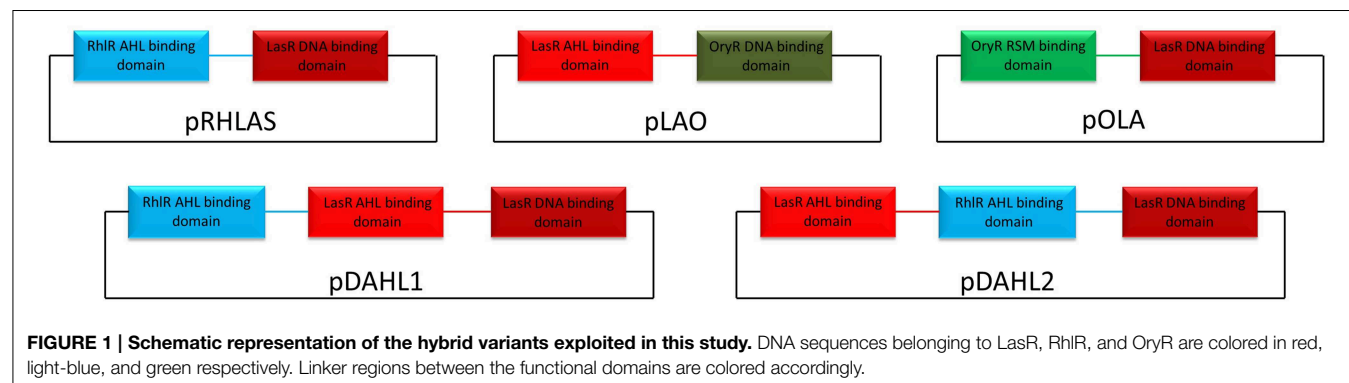 RhlR AHL binding domain
LasR DNA binding domain
pRHLAS
LasR AHL binding domain
OryR DNA binding domain
pLAO
OryR RSM binding domain
LasR DNA binding domain
pOLA
RhlR AHL binding domain
LasR AHL binding domain
LasR DNA binding domain
pDAHL1
LasR AHL binding domain
RhlR AHL binding domain
LasR DNA binding domain
pDAHL2
FIGURE 1 | Schematic representation of the hybrid variants exploited in this study. DNA sequences belonging to LasR, RhlR, and OryR are colored in red,
light-blue, and green respectively. Linker regions between the functional domains are colored accordingly.